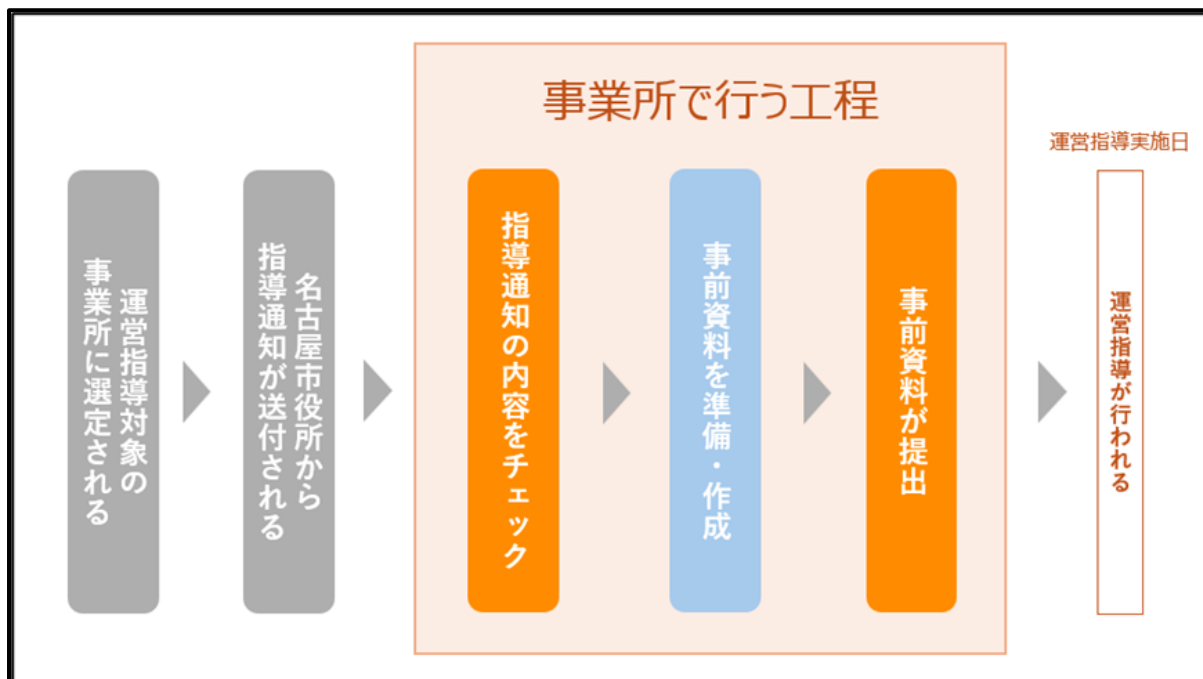 事業所で行う工程
運営指導対象の
事業所に選定される
名古屋市役所から
指導通知が送付される
指導通知の内容をチェック
事前資料を準備・作成
事前資料が提出
運営指導実施日
運営指導が行われる